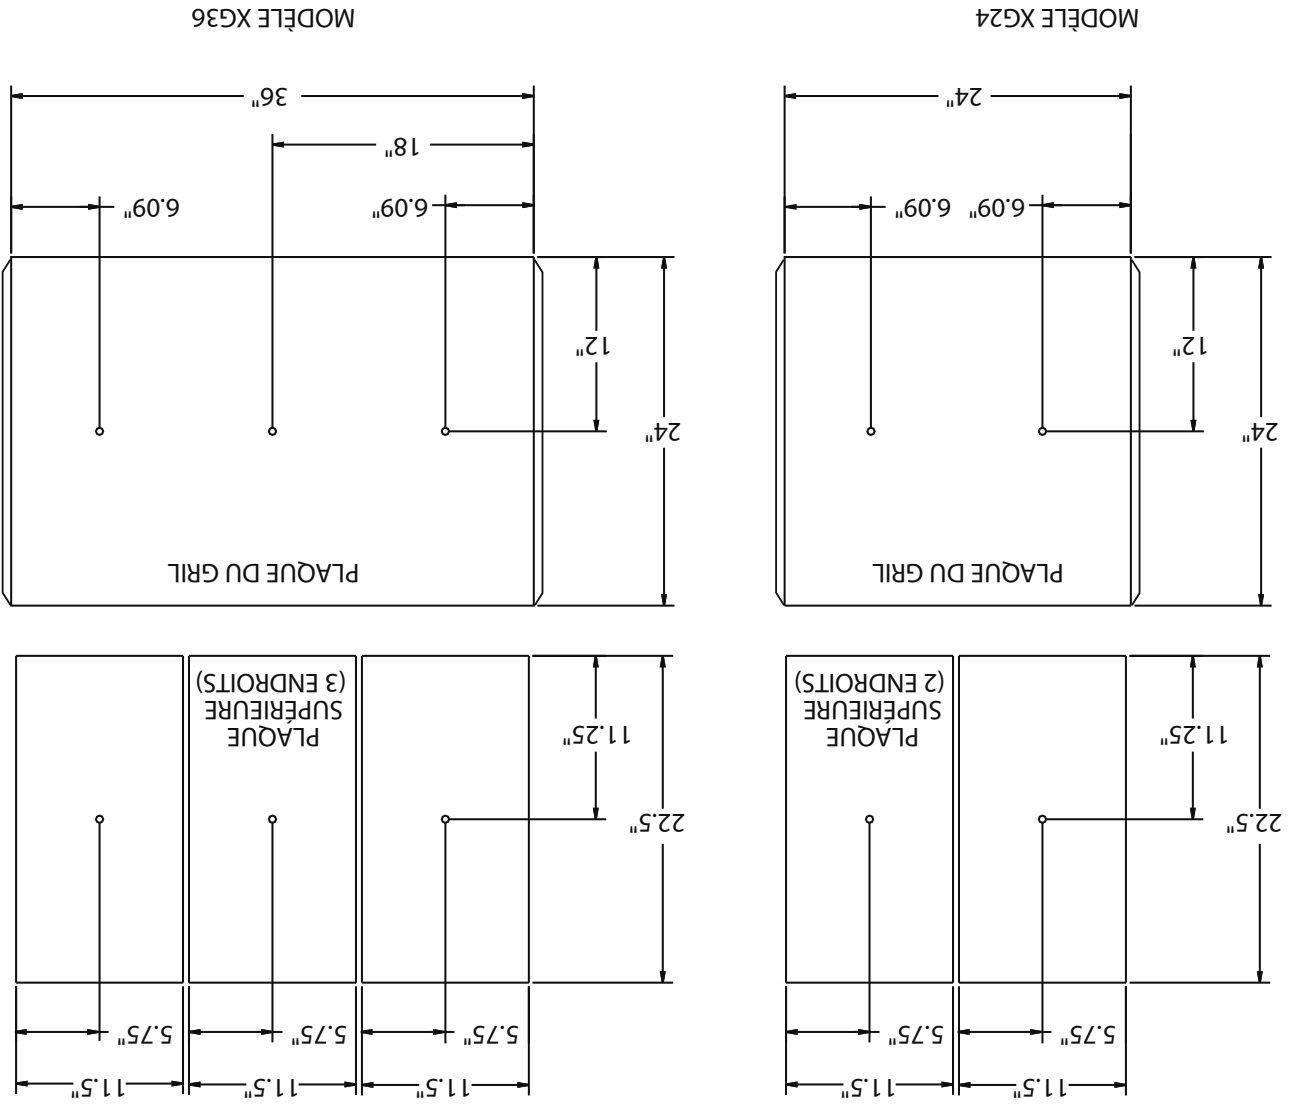 11.5"
11.5"
5.75"
5.75"
22.5"
11.25"
PLAQUE
SUPÉRIEURE
(2 ENDROITS)
PLAQUE DU GRIL
24"
12"
6.09"
6.09"
24"
MODÈLE XG24
11.5"
11.5"
11.5"
5.75"
5.75"
5.75"
22.5"
11.25"
PLAQUE
SUPÉRIEURE
(3 ENDROITS)
PLAQUE DU GRIL
24"
12"
6.09"
6.09"
18"
36"
MODÈLE XG36